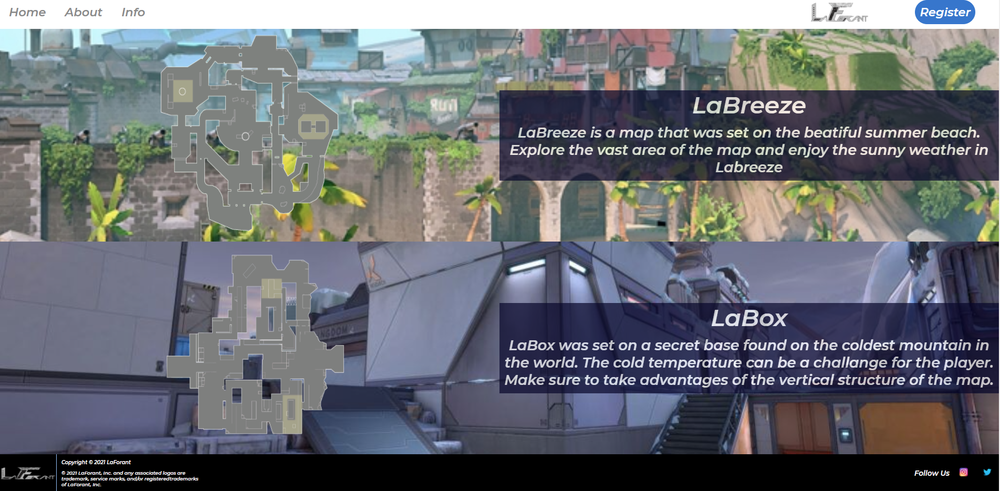 Home About Info
LaForant
Register
LaBreeze
LaBreeze is a map that was set on the beatiful summer beach.
Explore the vast area of the map and enjoy the sunny weather in
Labreeze
KINGDOM
LaBox
LaBox was set on a secret base found on the coldest mountain in
the world. The cold temperature can be a challange for the player.
Make sure to take advantages of the vertical structure of the map.
LaForant
Copyright © 2021 LaForant
© 2021 LaForant, Inc. and any associated logos are
trademark, service marks, and/or registeredtrademarks
of LaForant, Inc.
Follow Us